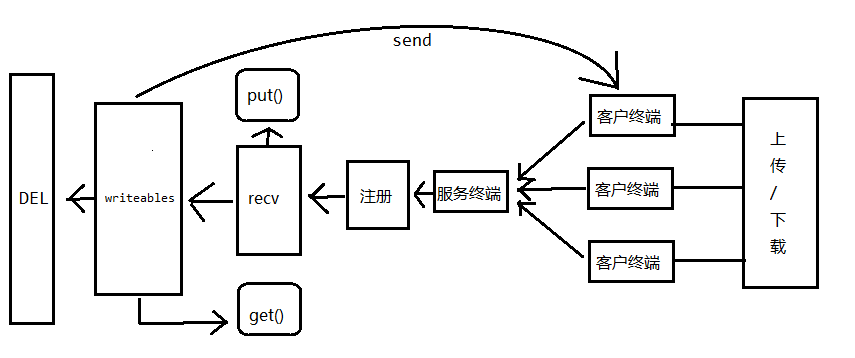 send
put()
客户终端
上
传
/
下
载
DEL
writeables
recv
注册
服务终端
客户终端
客户终端
get()